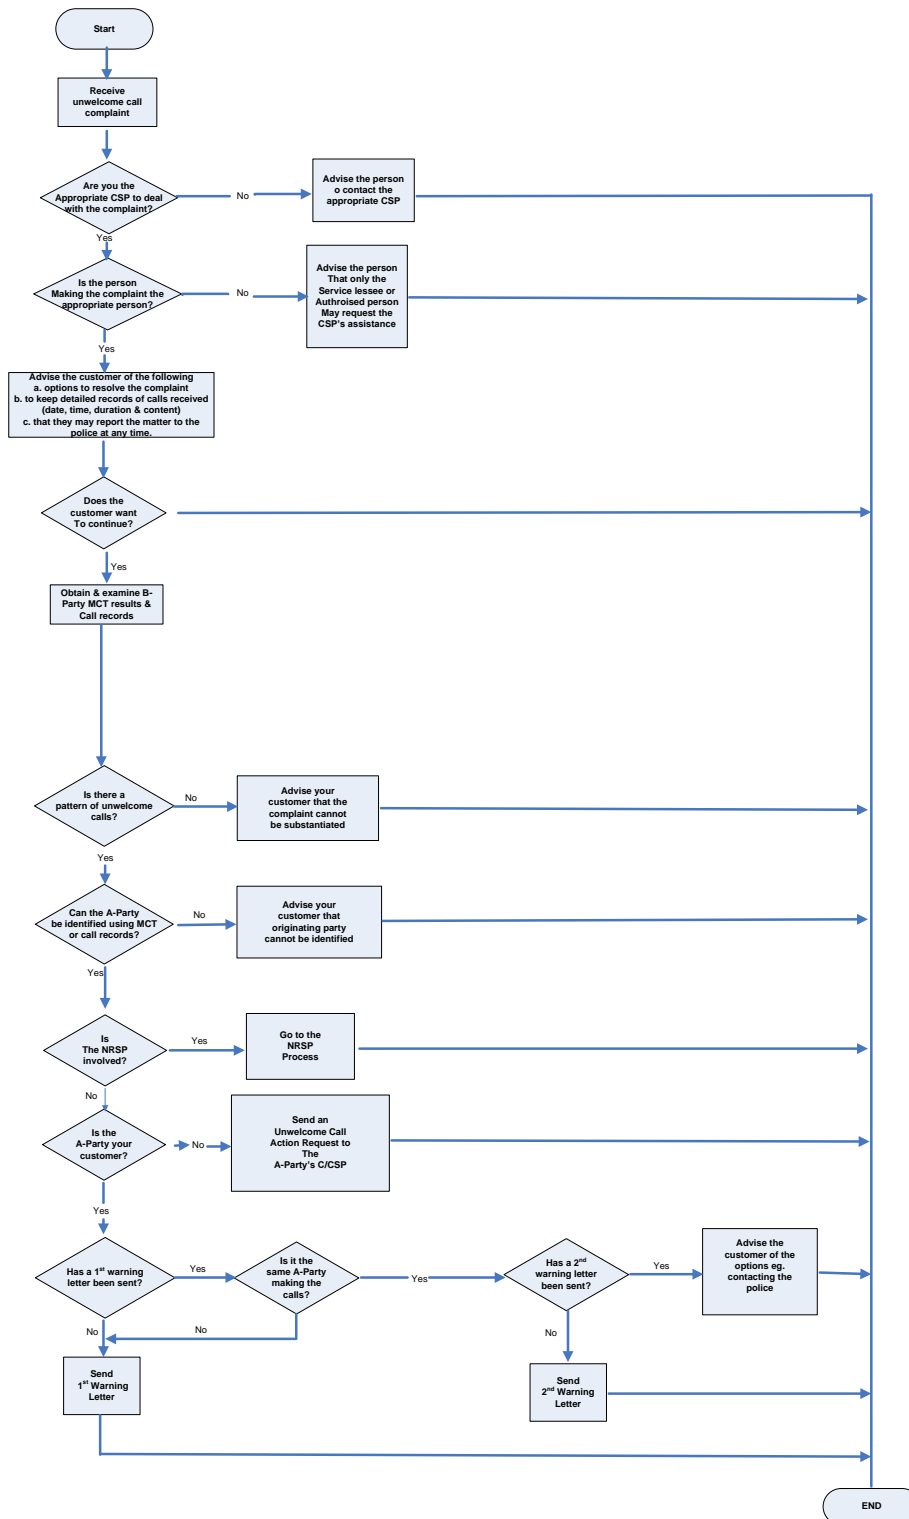 Start
Receive
unwelcome call
complaint
Are you the
Appropriate CSP to deal
with the complaint?
No
Advise the person
o contact the
appropriate CSP
Yes
Is the person
Making the complaint the
appropriate person?
No
Advise the person
That only the
Service lessee or
Authroised person
May request the
CSP's assistance
Yes
Advise the customer of the following
a. options to resolve the complaint
b. to keep detailed records of calls received
(date, time, duration & content)
c. that they may report the matter to the
police at any time.
Does the
customer want
To continue?
Yes
Obtain & examine B-
Party MCT results &
Call records
Is there a
pattern of unwelcome
calls?
No
Advise your
customer that the
complaint cannot
be substantiated
Yes
Can the A-Party
be identified using MCT
or call records?
No
Advise your
customer that
originating party
cannot be identified
Yes
Is
The NRSP
involved?
Yes
Go to the
NRSP
Process
No
Is the
A-Party your
customer?
No
Send an
Unwelcome Call
Action Request to
The
A-Party's C/CSP
Yes
Has a 1st warning
letter been sent?
Yes
Is it the
same A-Party
making the
calls?
Yes
Has a 2nd
warning letter
been sent?
Yes
Advise the
customer of the
options eg.
contacting the
police
No
No
No
Send
1st Warning
Letter
Send
2nd Warning
Letter
END